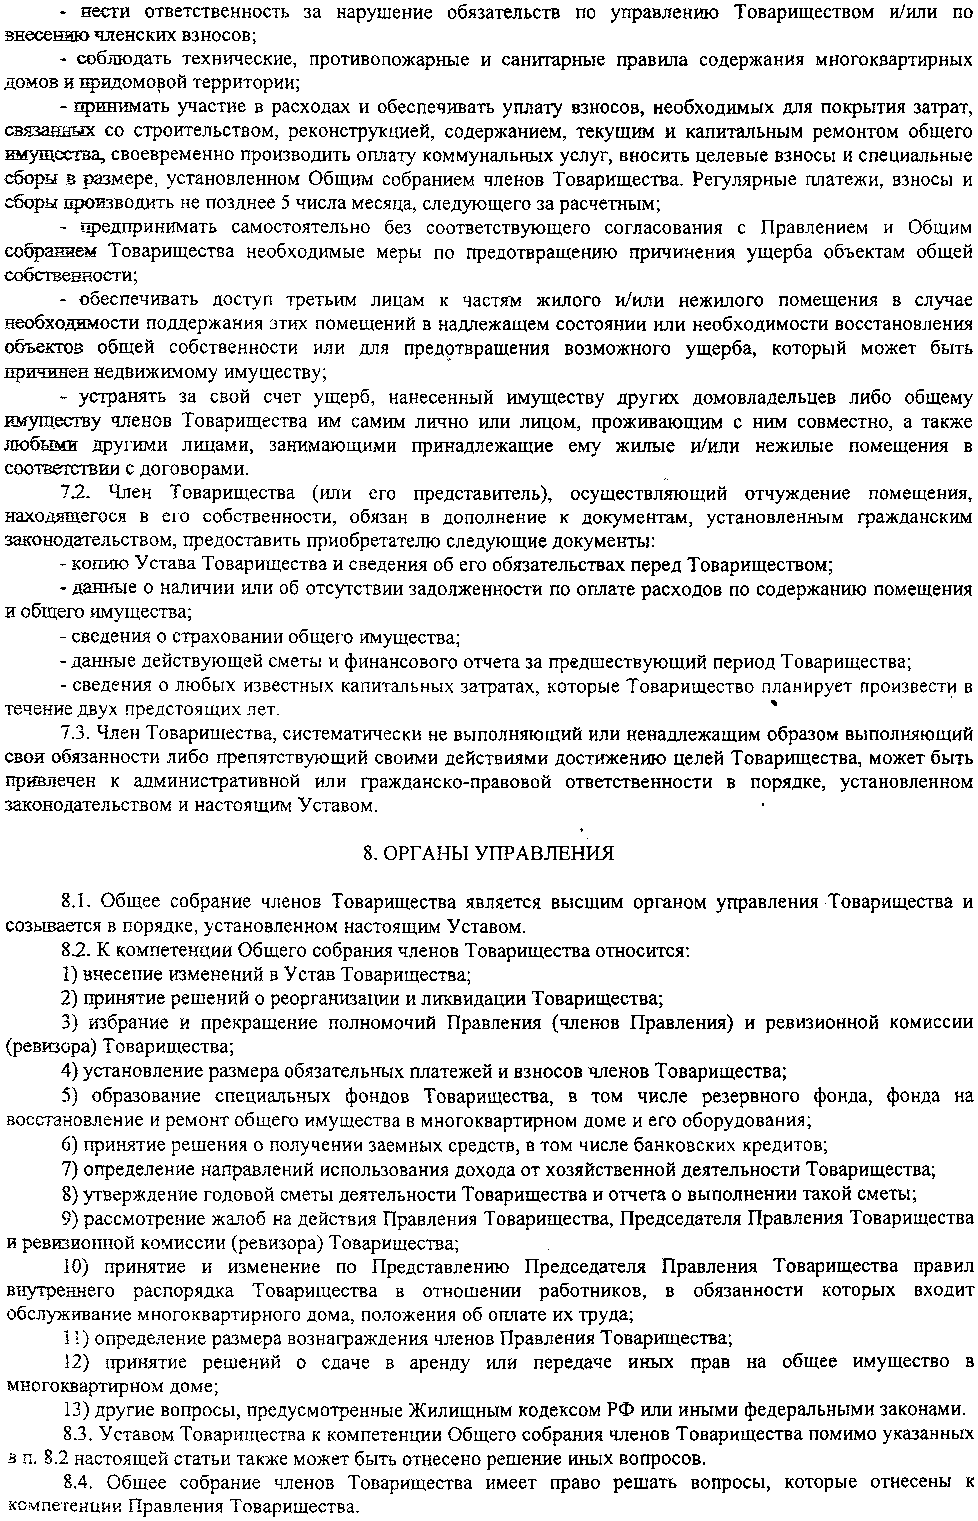 - нести ответственность за нарушение обязательств по управлению Товариществом и/или по
внесению членских взносов;
- соблюдать технические, противопожарные и санитарные правила содержания многоквартирных
домов и придомовой территории;
- принимать участие в расходах и обеспечивать уплату взносов, необходимых для покрытия затрат,
связанных со строительством, реконструкцией, содержанием, текущим и капитальным ремонтом общего
имущества, своевременно производить оплату коммунальных услуг, вносить целевые взносы и специальные
сборы в размере, установленном Общим собранием членов Товарищества. Регулярные платежи, взносы и
сборы производить не позднее 5 числа месяца, следующего за расчетным;
- предпринимать самостоятельно без соответствующего согласования с Правлением и Общим
собранием Товарищества необходимые меры по предотвращению причинения ущерба объектам общей
собственности;
- обеспечивать доступ третьим лицам к частям жилого и/или нежилого помещения в случае
необходимости поддержания этих помещений в надлежащем состоянии или необходимости восстановления
объектов общей собственности или для предотвращения возможного ущерба, который может быть
причинен недвижимому имуществу;
- устранять за свой счет ущерб, нанесенный имуществу других домовладельцев либо общему
имуществу членов Товарищества им самим лично или лицом, проживающим с ним совместно, а также
любыми другими лицами, занимающими принадлежащие ему жилые и/или нежилые помещения в
соответствии с договорами.
7.2. Член Товарищества (или его представитель), осуществляющий отчуждение помещения,
находящегося в его собственности, обязан в дополнение к документам, установленным гражданским
законодательством, предоставить приобретателю следующие документы:
- копию Устава Товарищества и сведения об его обязательствах перед Товариществом;
- данные о наличии или об отсутствии задолженности по оплате расходов по содержанию помещения
и общего имущества;
- сведения о страховании общего имущества;
- данные действующей сметы и финансового отчета за предшествующий период Товарищества;
- сведения о любых известных капитальных затратах, которые Товарищество планирует произвести в
течение двух предстоящих лет.
7.3. Член Товарищества, систематически не выполняющий или ненадлежащим образом выполняющий
свои обязанности либо препятствующий своими действиями достижению целей Товарищества, может быть
привлечен к административной или гражданско-правовой ответственности в порядке, установленном
законодательством и настоящим Уставом.
8. ОРГАНЫ УПРАВЛЕНИЯ
8.1. Общее собрание членов Товарищества является высшим органом управления Товарищества и
созывается в порядке, установленном настоящим Уставом.
8.2. К компетенции Общего собрания членов Товарищества относится:
1) внесение изменений в Устав Товарищества;
2) принятие решений о реорганизации и ликвидации Товарищества;
3) избрание и прекращение полномочий Правления (членов Правления) и ревизионной комиссии
(ревизора) Товарищества;
4) установление размера обязательных платежей и взносов членов Товарищества;
5) образование специальных фондов Товарищества, в том числе резервного фонда, фонда на
восстановление и ремонт общего имущества в многоквартирном доме и его оборудования;
6) принятие решения о получении заемных средств, в том числе банковских кредитов;
7) определение направлений использования дохода от хозяйственной деятельности Товарищества;
8) утверждение годовой сметы деятельности Товарищества и отчета о выполнении такой сметы;
9) рассмотрение жалоб на действия Правления Товарищества, Председателя Правления Товарищества
и ревизионной комиссии (ревизора) Товарищества;
10) принятие и изменение по Представлению Председателя Правления Товарищества правил
внутреннего распорядка Товарищества в отношении работников, в обязанности которых входит
обслуживание многоквартирного дома, положения об оплате их труда;
11) определение размера вознаграждения членов Правления Товарищества;
12) принятие решений о сдаче в аренду или передаче иных прав на общее имущество в
многоквартирном доме;
13) другие вопросы, предусмотренные Жилищным кодексом РФ или иными федеральными законами.
8.3. Уставом Товарищества к компетенции Общего собрания членов Товарищества помимо указанных
в п. 8.2 настоящей статьи также может быть отнесено решение иных вопросов.
8.4. Общее собрание членов Товарищества имеет право решать вопросы, которые отнесены к
компетенции Правления Товарищества.